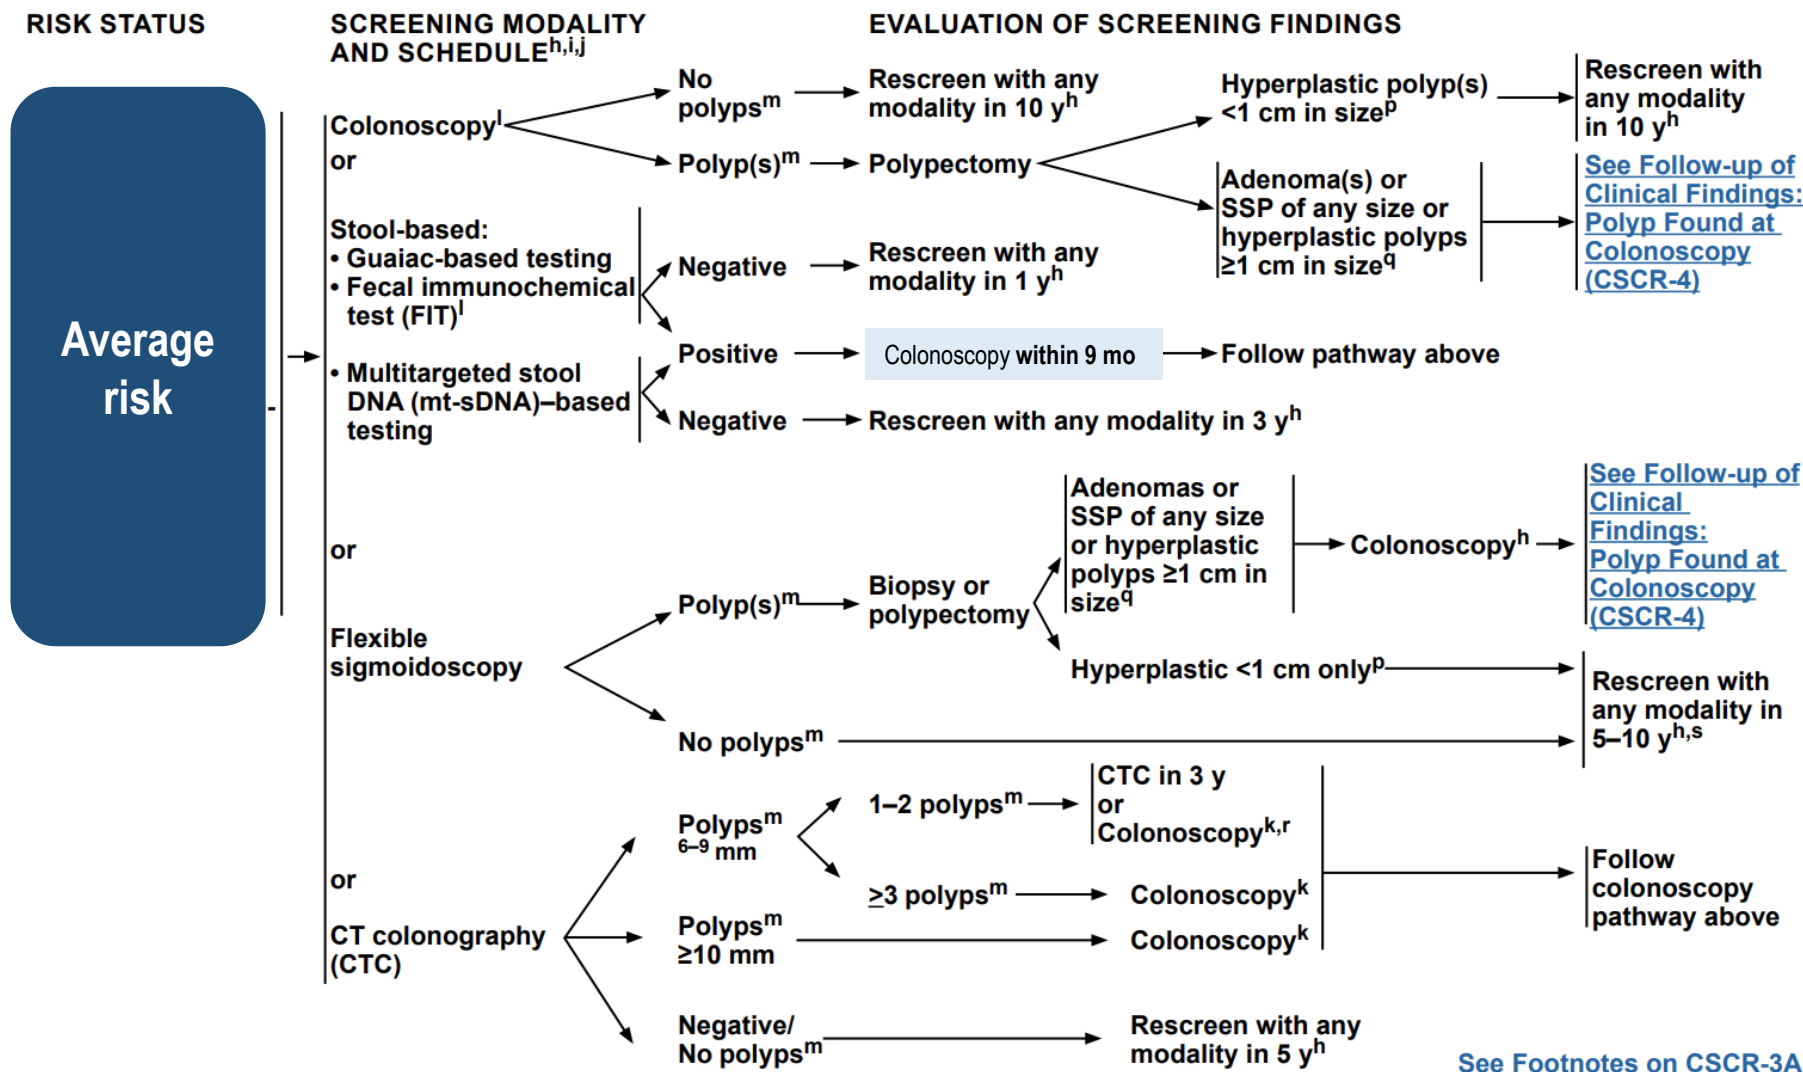 RISK STATUS
SCREENING MODALITY
AND SCHEDULEh,i,j
EVALUATION OF SCREENING FINDINGS
Average
risk
Colonoscopyl
or
No
polypsm
Rescreen with any
modality in 10 yh
Polyp(s)m
Polypectomy
Hyperplastic polyp(s)
<1 cm in sizep
Rescreen with
any modality
in 10 yh
Adenoma(s) or
SSP of any size or
hyperplastic polyps
≥1 cm in sizeq
See Follow-up of
Clinical Findings:
Polyp Found at
Colonoscopy
(CSCR-4)
Stool-based:
• Guaiac-based testing
• Fecal immunochemical
test (FIT)l
Negative
Rescreen with any
modality in 1 yh
Positive
Colonoscopy within 9 mo
Follow pathway above
• Multitargeted stool
DNA (mt-sDNA)–based
testing
Negative
Rescreen with any modality in 3 yh
or
Flexible
sigmoidoscopy
Polyp(s)m
Biopsy or
polypectomy
Adenomas or
SSP of any size
or hyperplastic
polyps ≥1 cm in
sizeq
Colonoscopyh
See Follow-up of
Clinical
Findings:
Polyp Found at
Colonoscopy
(CSCR-4)
Hyperplastic <1 cm onlyp
No polypsm
Rescreen with
any modality in
5–10 yh,s
or
CT colonography
(CTC)
Polypsm
6–9 mm
1–2 polypsm
CTC in 3 y
or
Colonoscopyk,r
≥3 polypsm
Colonoscopyk
Polypsm
≥10 mm
Colonoscopyk
Follow
colonoscopy
pathway above
Negative/
No polypsm
Rescreen with any
modality in 5 yh
See Footnotes on CSCR-3A